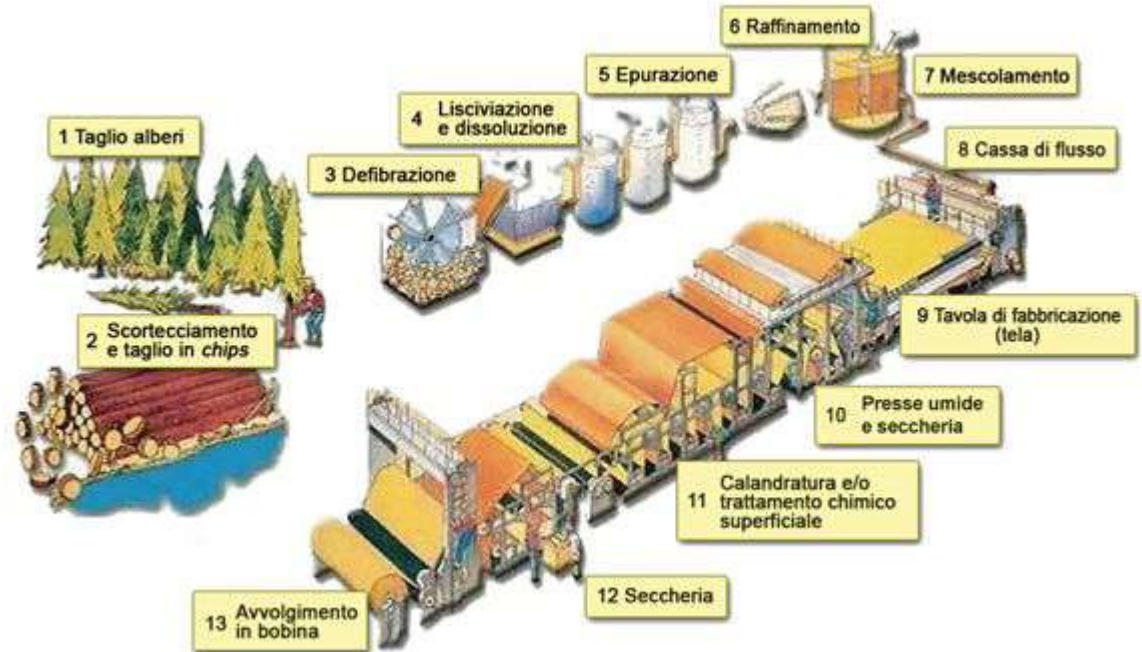 1 Taglio alberi
2 Scortecciamento
e taglio in chips
3 Defibrazione
4 Lisciviazione
e dissoluzione
5 Epurazione
6 Raffinamento
7 Mescolamento
8 Cassa di flusso
9 Tavola di fabbricazione
(tela)
10 Presse umide
e seccheria
11 Calandratura e/o
trattamento chimico
superficiale
12 Seccheria
13 Avvolgimento
in bobina